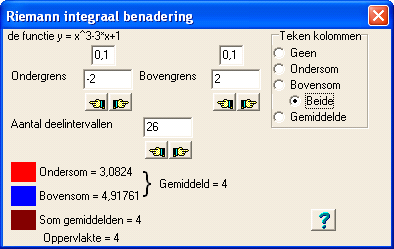 Riemann integraal benadering
de functie y = x^3-3*x+1
0,1
0,1
Ondergrens
-2
Bovengrens
2
Aantal deelintervallen
26
Ondersom = 3,0824
Bovensom = 4,91761
} Gemiddeld = 4
Som gemiddelden = 4
Oppervlakte = 4
Teken kolommen
Geen
Ondersom
Bovensom
Beide
Gemiddelde
?